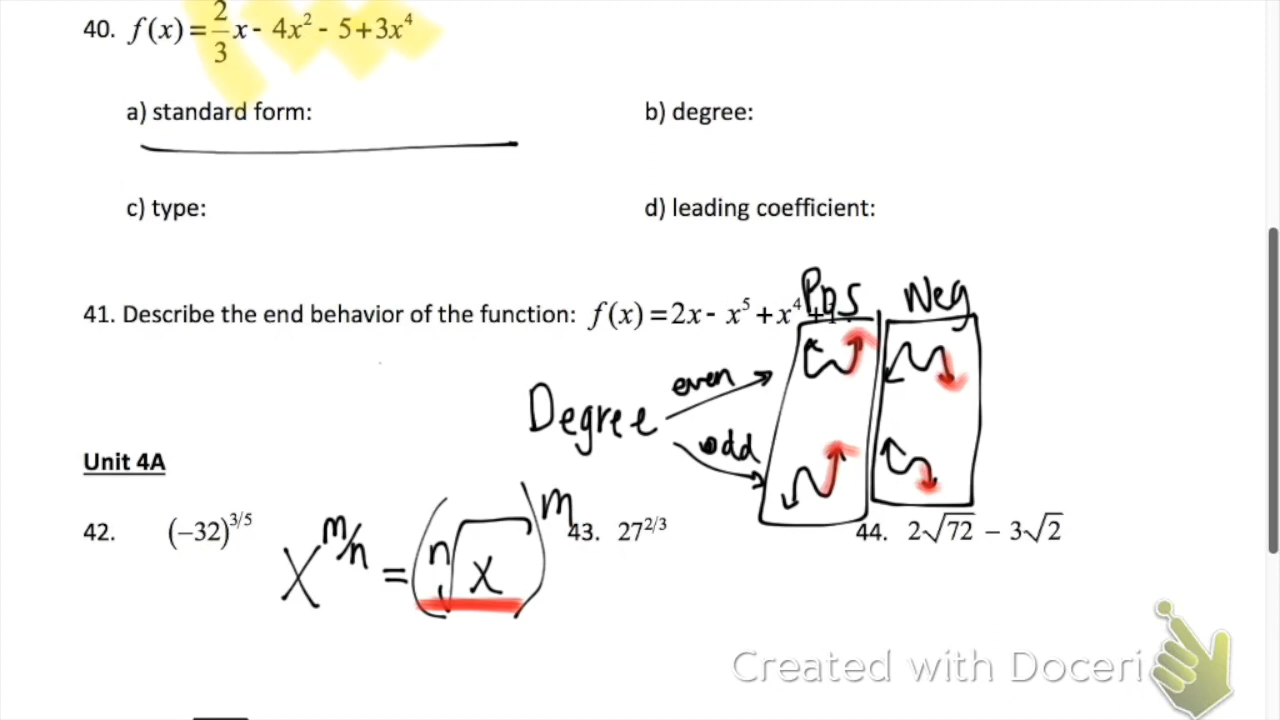 40. f(x) = 2/3 x - 4x² - 5 + 3x⁴
a) standard form:
b) degree:
c) type:
d) leading coefficient:
Pos Neg
41. Describe the end behavior of the function: f(x) = 2x - x⁵ + x⁴ +
even
Degree
odd
Unit 4A
42. (–32)^3/5
x^m/n = (ⁿ√x)^m
43. 27^2/3
44. 2√72 – 3√2
Created with Doceri